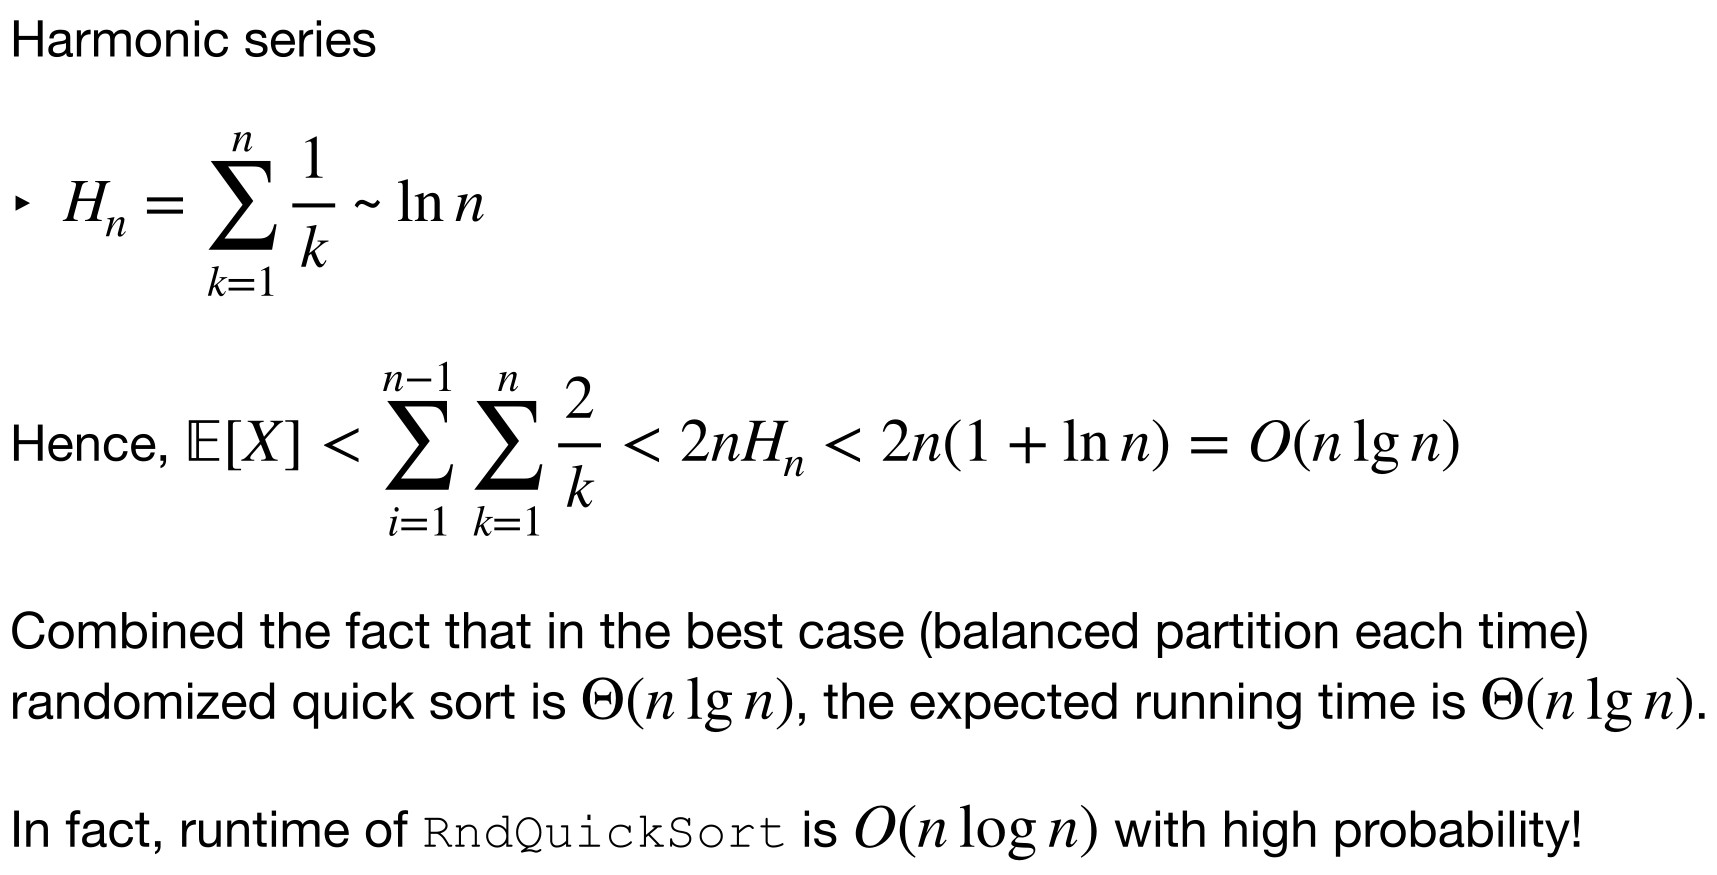 Harmonic series
‣ $H_n = \sum_{k=1}^{n} \frac{1}{k} \sim \ln n$
Hence, $\mathbb{E}[X] < \sum_{i=1}^{n-1} \sum_{k=1}^{n} \frac{2}{k} < 2nH_n < 2n(1 + \ln n) = O(n \lg n)$
Combined the fact that in the best case (balanced partition each time)
randomized quick sort is $\Theta(n \lg n)$, the expected running time is $\Theta(n \lg n)$.
In fact, runtime of RndQuickSort is $O(n \log n)$ with high probability!